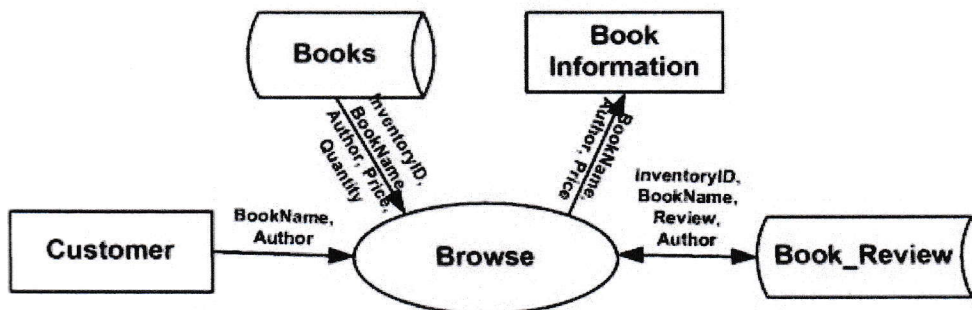 Books
Book
Information
InventoryID,
BookName,
Author, Price,
Quantity
BookName,
Author, Price
InventoryID,
BookName,
Review,
Author
BookName,
Author
Customer
Browse
Book_Review